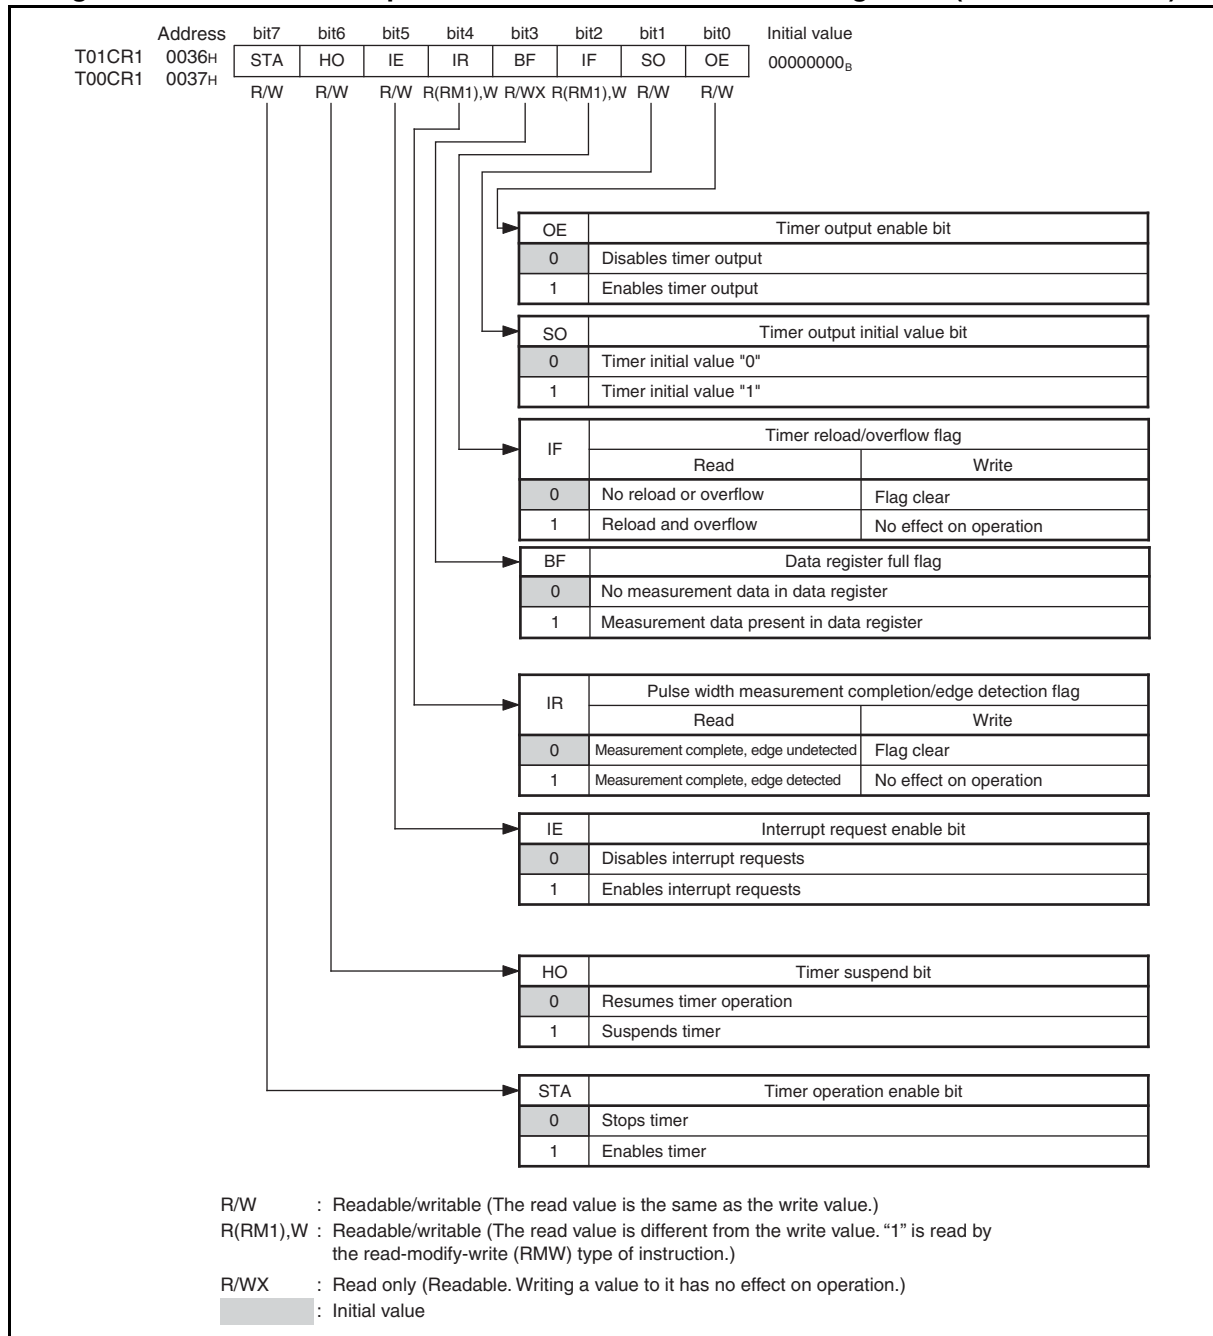 Address bit7 bit6 bit5 bit4 bit3 bit2 bit1 bit0 Initial value
T01CR1 0036H STA HO IE IR BF IF SO OE 00000000B
T00CR1 0037H
R/W R/W R/W R(RM1),W R/WX R(RM1),W R/W R/W
OE Timer output enable bit
0 Disables timer output
1 Enables timer output
SO Timer output initial value bit
0 Timer initial value "0"
1 Timer initial value "1"
IF Timer reload/overflow flag
Read Write
0 No reload or overflow Flag clear
1 Reload and overflow No effect on operation
BF Data register full flag
0 No measurement data in data register
1 Measurement data present in data register
IR Pulse width measurement completion/edge detection flag
Read Write
0 Measurement complete, edge undetected Flag clear
1 Measurement complete, edge detected No effect on operation
IE Interrupt request enable bit
0 Disables interrupt requests
1 Enables interrupt requests
HO Timer suspend bit
0 Resumes timer operation
1 Suspends timer
STA Timer operation enable bit
0 Stops timer
1 Enables timer
R/W : Readable/writable (The read value is the same as the write value.)
R(RM1),W : Readable/writable (The read value is different from the write value. “1” is read by
the read-modify-write (RMW) type of instruction.)
R/WX : Read only (Readable. Writing a value to it has no effect on operation.)
: Initial value